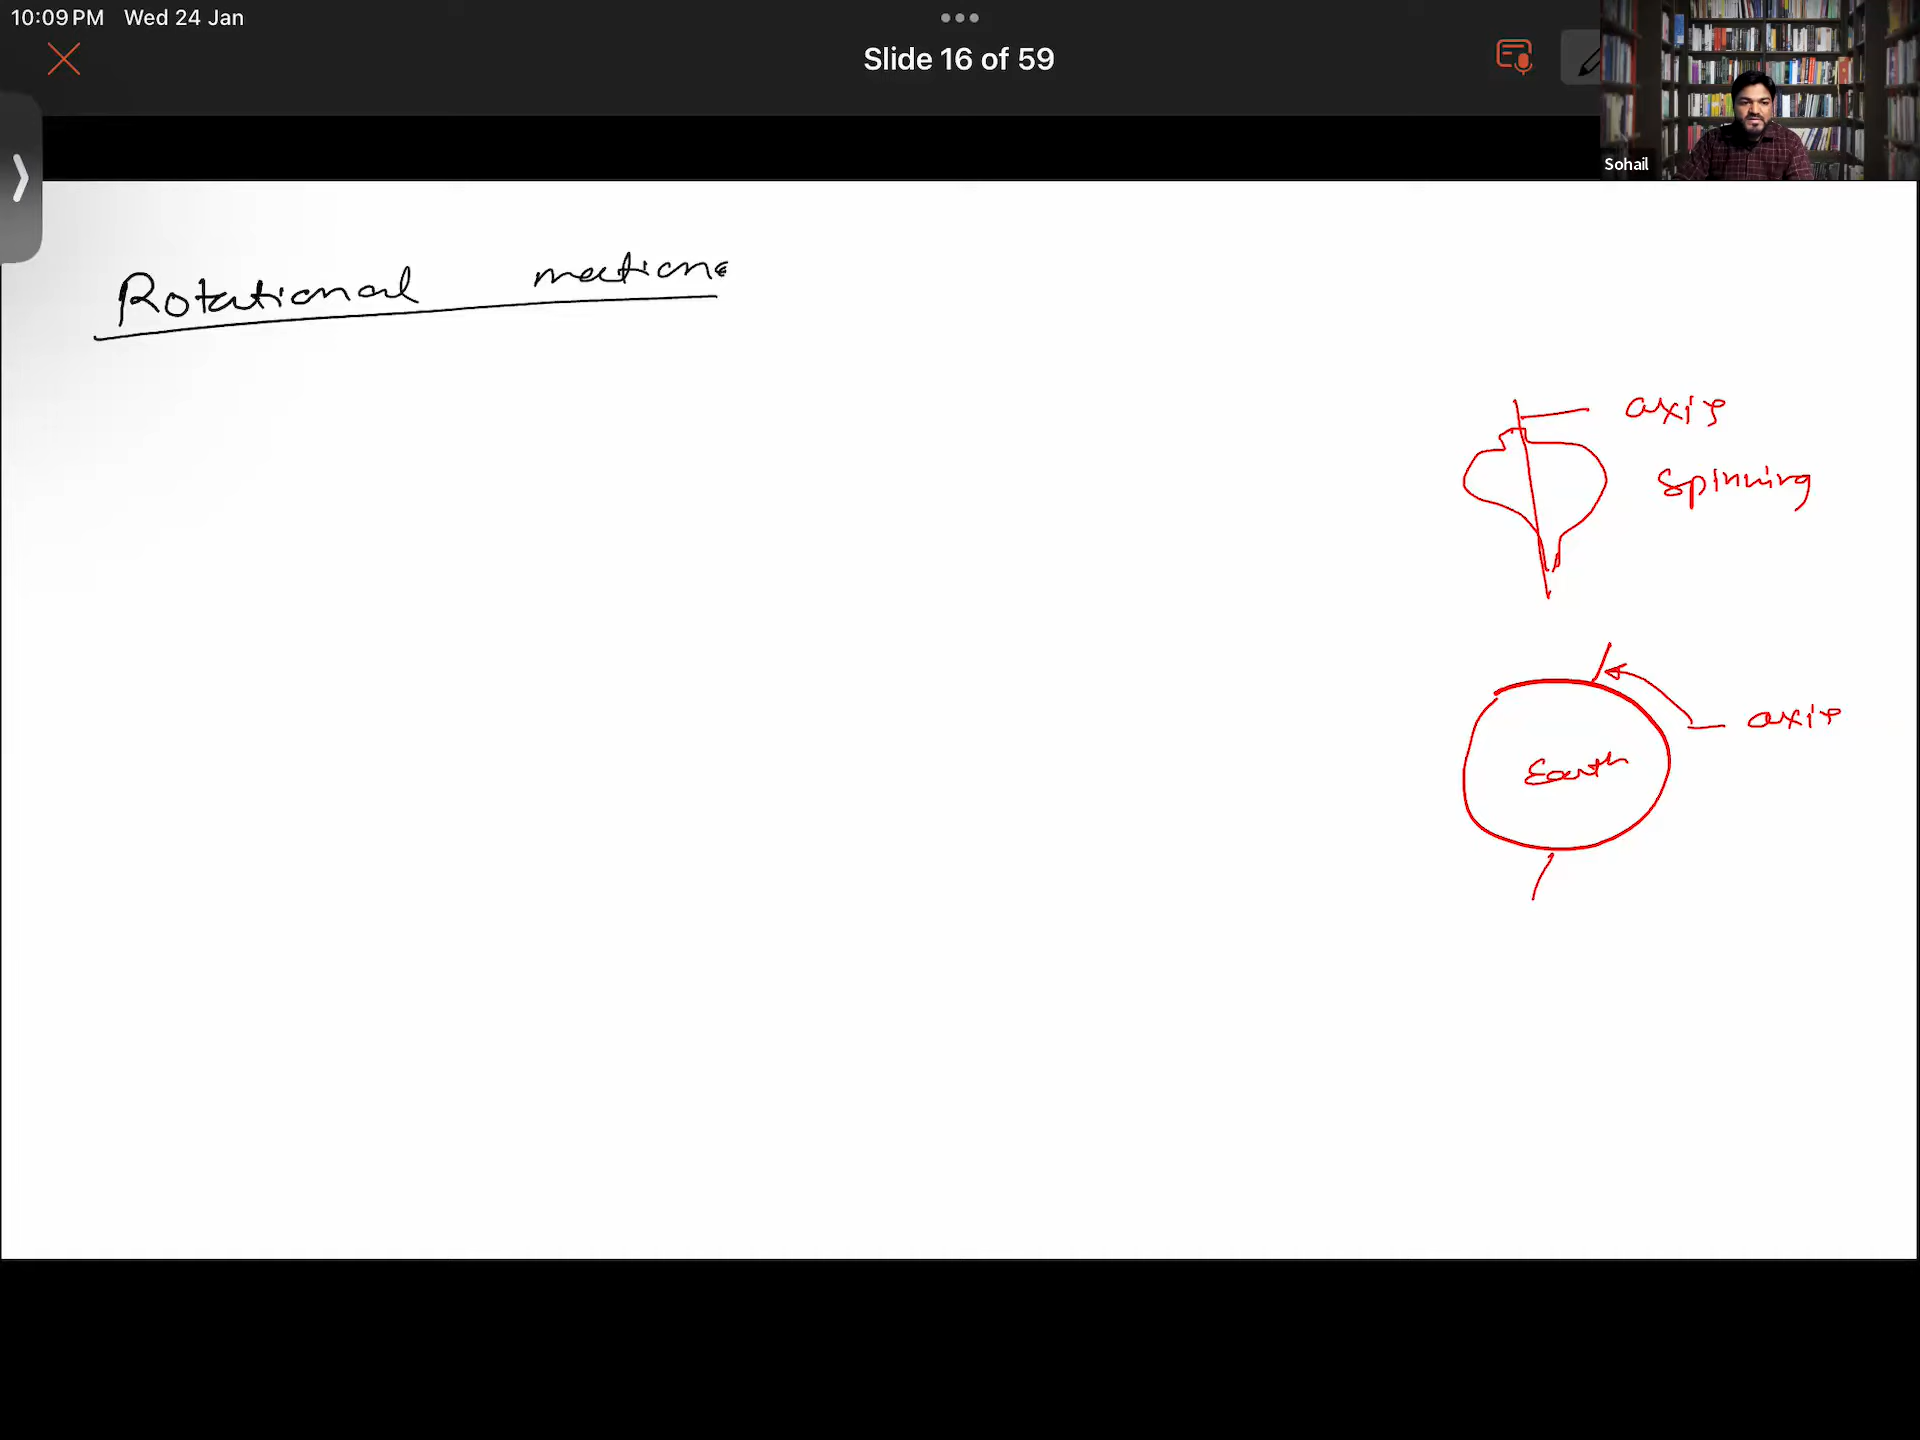 10:09 PM Wed 24 Jan
Slide 16 of 59
Sohail
Rotational motion
axis
Spinning
axis
Earth